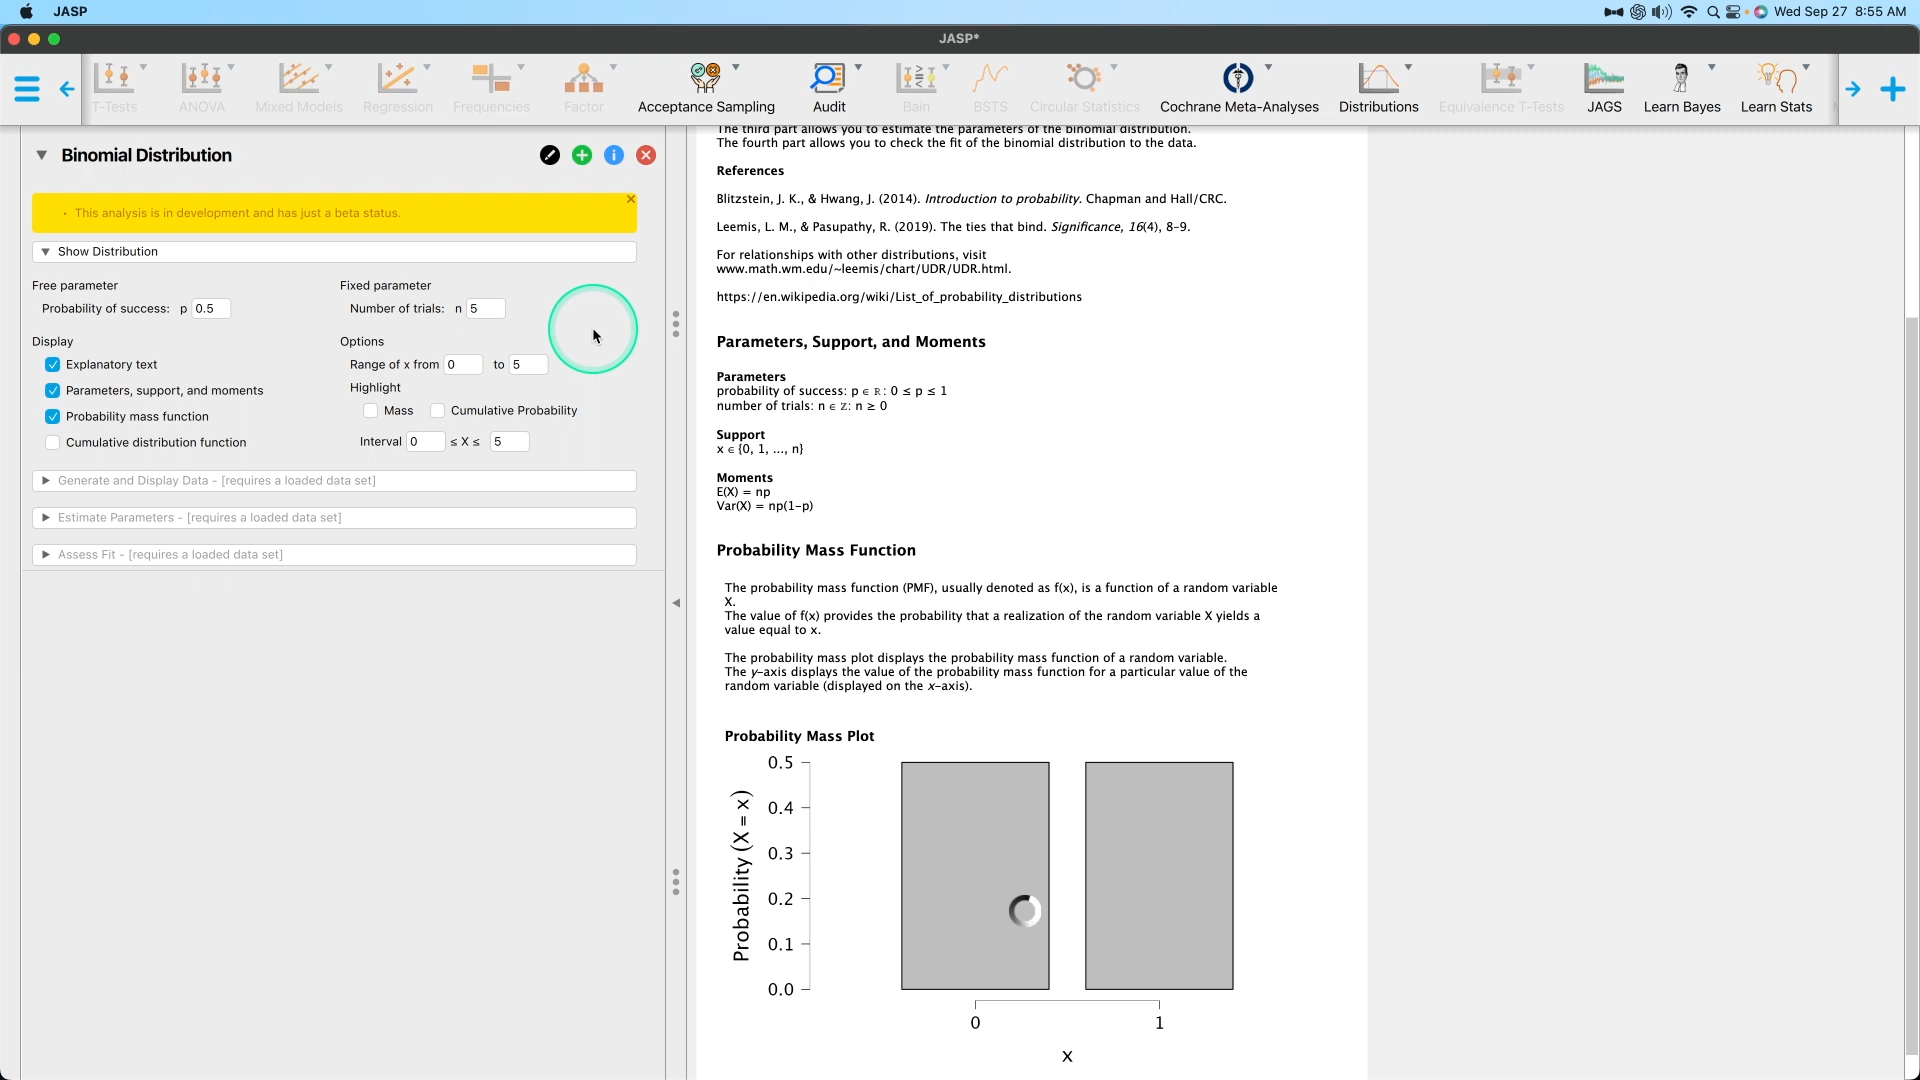 JASP
Wed Sep 27 8:55 AM
JASP*
T-Tests
ANOVA
Mixed Models
Regression
Frequencies
Factor
Acceptance Sampling
Audit
Bain
BSTS
Circular Statistics
Cochrane Meta-Analyses
Distributions
Equivalence T-Tests
JAGS
Learn Bayes
Learn Stats
Binomial Distribution
• This analysis is in development and has just a beta status.
Show Distribution
Free parameter
Probability of success: p 0.5
Fixed parameter
Number of trials: n 5
Display
Explanatory text
Parameters, support, and moments
Probability mass function
Cumulative distribution function
Options
Range of x from 0 to 5
Highlight
Mass Cumulative Probability
Interval 0 ≤ X ≤ 5
Generate and Display Data - [requires a loaded data set]
Estimate Parameters - [requires a loaded data set]
Assess Fit - [requires a loaded data set]
The third part allows you to estimate the parameters of the binomial distribution.
The fourth part allows you to check the fit of the binomial distribution to the data.
References
Blitzstein, J. K., & Hwang, J. (2014). Introduction to probability. Chapman and Hall/CRC.
Leemis, L. M., & Pasupathy, R. (2019). The ties that bind. Significance, 16(4), 8-9.
For relationships with other distributions, visit
www.math.wm.edu/~leemis/chart/UDR/UDR.html.
https://en.wikipedia.org/wiki/List_of_probability_distributions
Parameters, Support, and Moments
Parameters
probability of success: p ∈ ℝ: 0 ≤ p ≤ 1
number of trials: n ∈ ℤ: n ≥ 0
Support
x ∈ {0, 1, ..., n}
Moments
E(X) = np
Var(X) = np(1-p)
Probability Mass Function
The probability mass function (PMF), usually denoted as f(x), is a function of a random variable
X.
The value of f(x) provides the probability that a realization of the random variable X yields a
value equal to x.
The probability mass plot displays the probability mass function of a random variable.
The y-axis displays the value of the probability mass function for a particular value of the
random variable (displayed on the x-axis).
Probability Mass Plot
Probability (X = x)
0.5
0.4
0.3
0.2
0.1
0.0
0 1
X